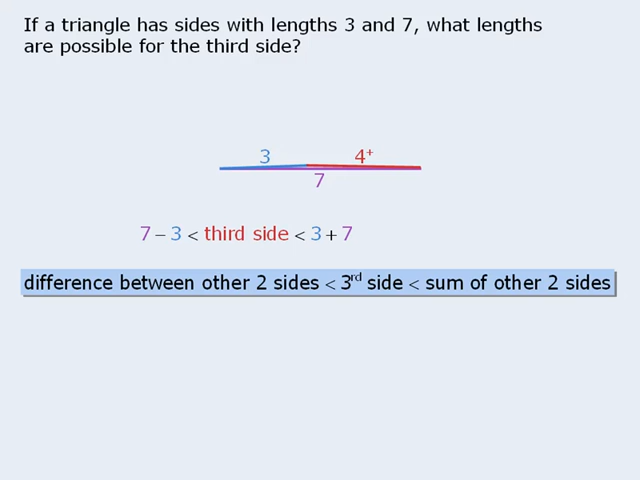 If a triangle has sides with lengths 3 and 7, what lengths
are possible for the third side?
3 4⁺
7
7 − 3 < third side < 3 + 7
difference between other 2 sides < 3ʳᵈ side < sum of other 2 sides